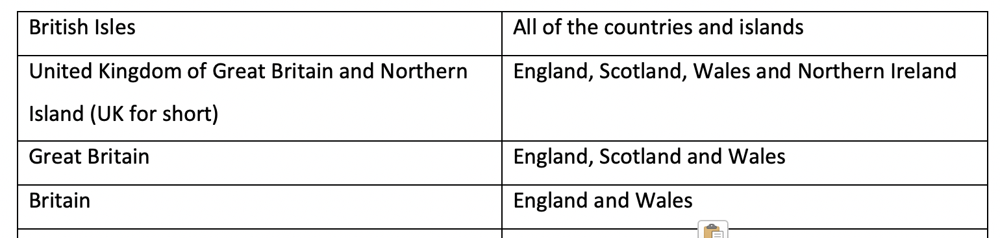 British Isles
All of the countries and islands
United Kingdom of Great Britain and Northern
Island (UK for short)
England, Scotland, Wales and Northern Ireland
Great Britain
England, Scotland and Wales
Britain
England and Wales